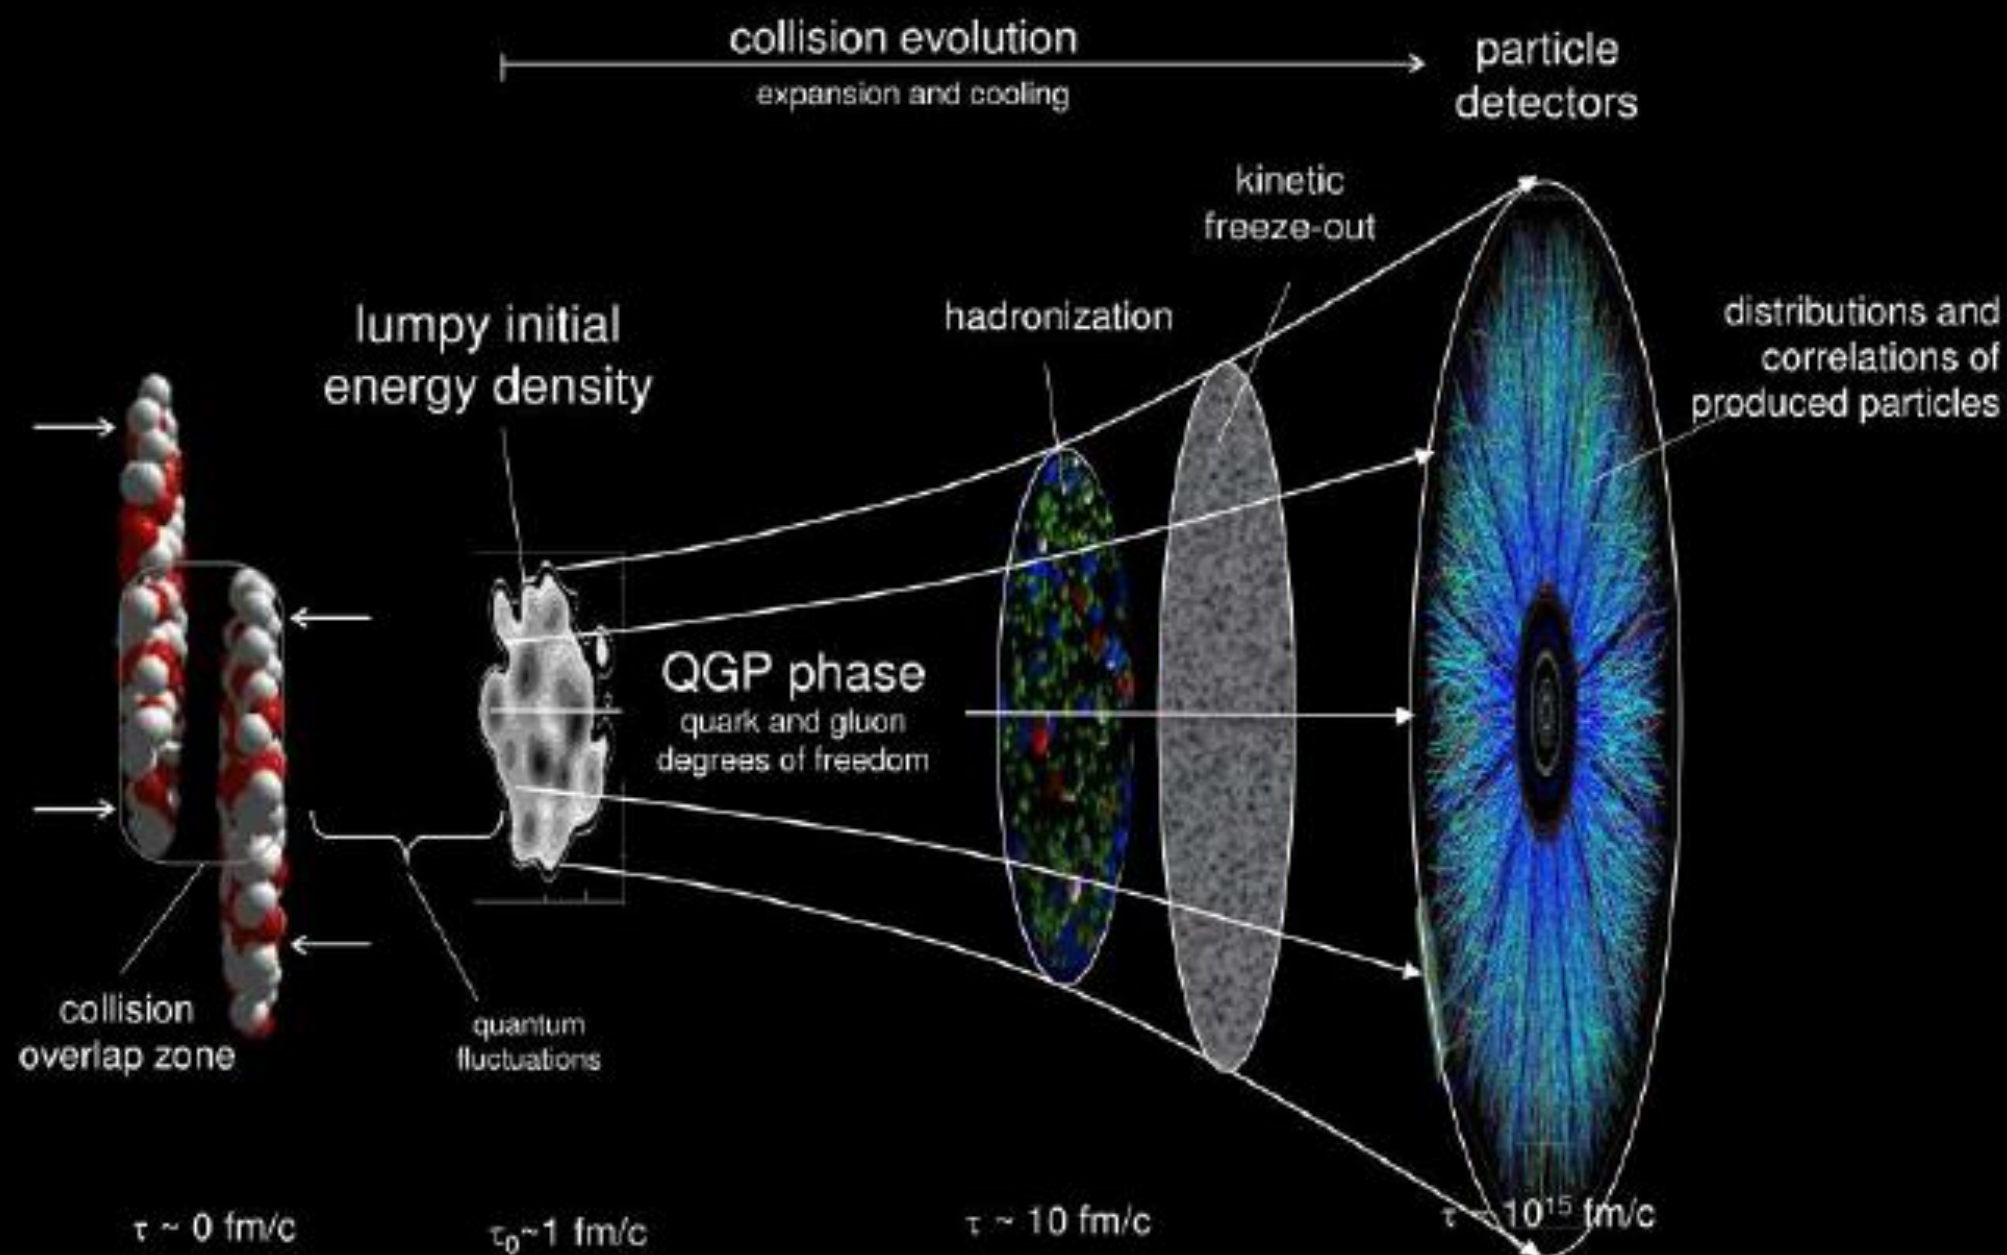 collision evolution
expansion and cooling
particle
detectors
kinetic
freeze-out
hadronization
lumpy initial
energy density
distributions and
correlations of
produced particles
QGP phase
quark and gluon
degrees of freedom
collision
overlap zone
quantum
fluctuations
τ ~ 0 fm/c
τ₀~1 fm/c
τ ~ 10 fm/c
τ ~ 10¹⁵ fm/c